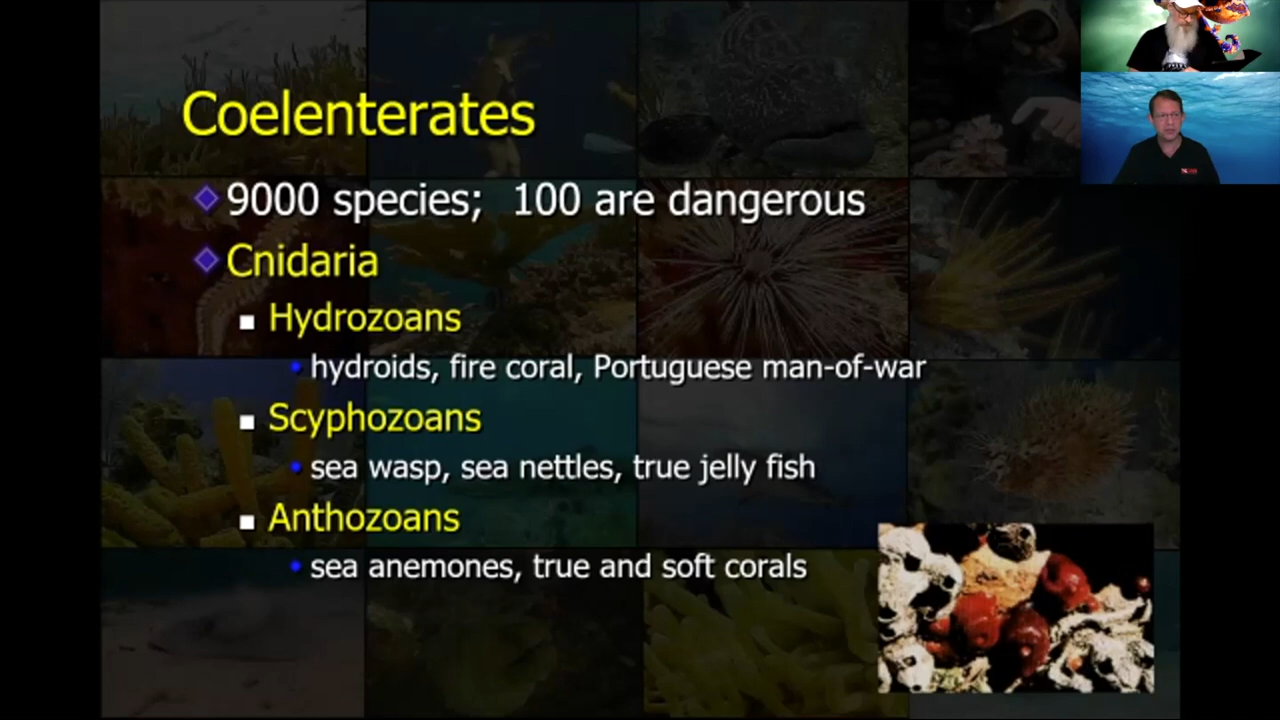 Coelenterates
9000 species; 100 are dangerous
Cnidaria
Hydrozoans
hydroids, fire coral, Portuguese man-of-war
Scyphozoans
sea wasp, sea nettles, true jelly fish
Anthozoans
sea anemones, true and soft corals